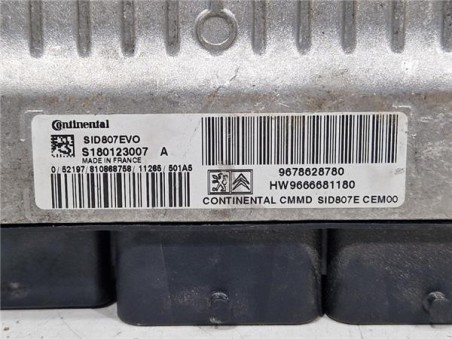 Continental
SID807EVO
S180123007 A
MADE IN FRANCE
0/52197/810868758/11265/501A5
9678628780
HW9666681180
CONTINENTAL CMMD SID807E CEM00